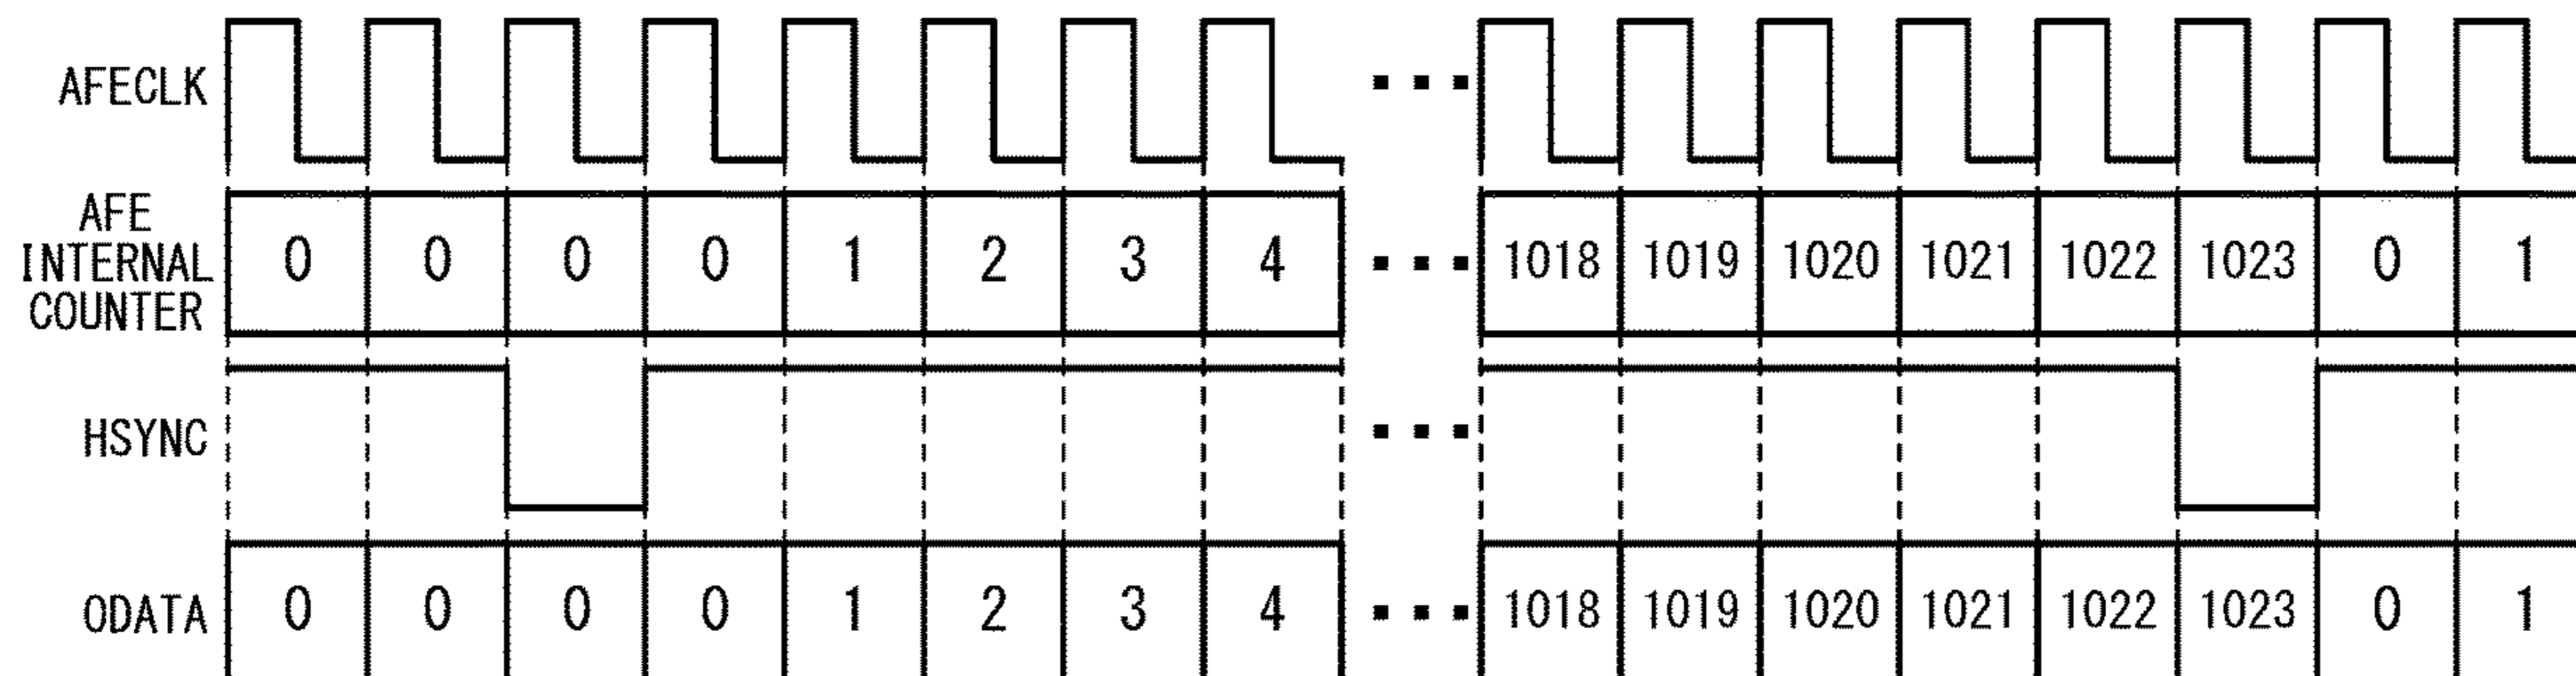 AFECLK ▪▪▪
AFE
INTERNAL
COUNTER
0 0 0 0 1 2 3 4 ▪▪▪ 1018 1019 1020 1021 1022 1023 0 1
HSYNC ▪▪▪
ODATA 0 0 0 0 1 2 3 4 ▪▪▪ 1018 1019 1020 1021 1022 1023 0 1